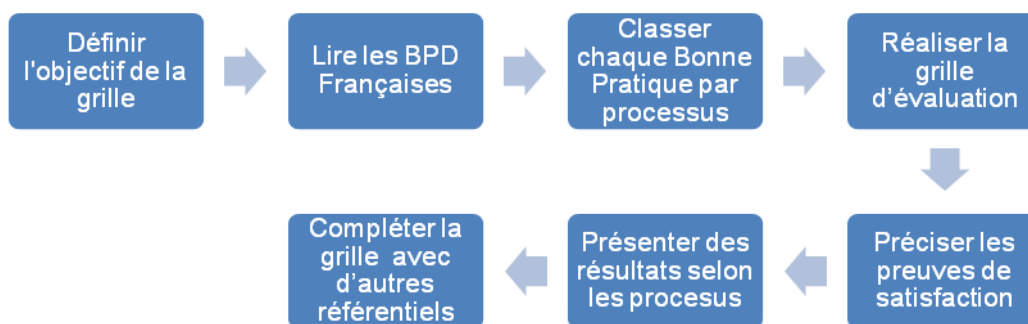 Définir
l'objectif de la
grille
Lire les BPD
Françaises
Classer
chaque Bonne
Pratique par
processus
Réaliser la
grille
d’évaluation
Préciser les
preuves de
satisfaction
Présenter des
résultats selon
les procesus
Compléter la
grille avec
d’autres
référentiels